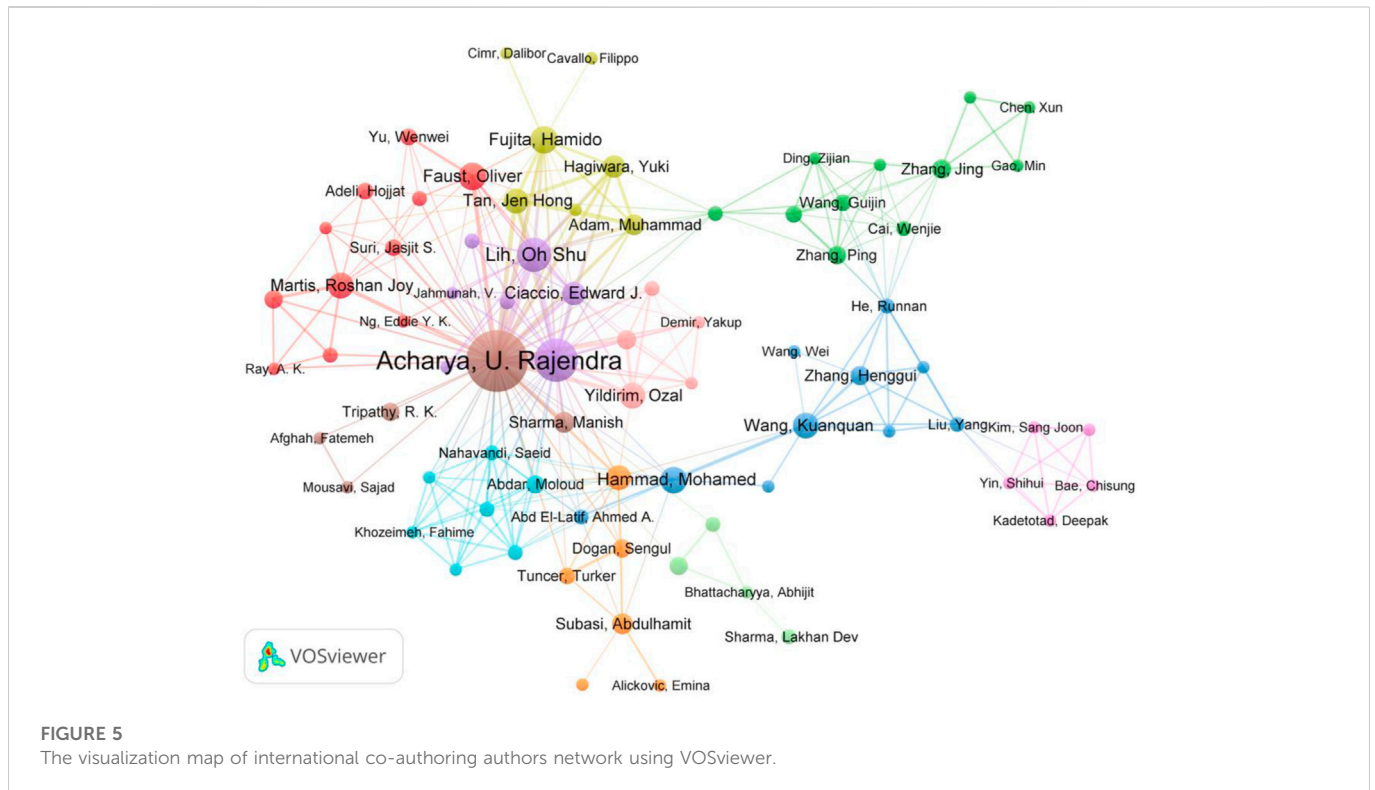 Cimr, Dalibor
Cavallo, Filippo
Chen, Xun
Yu, Wenwei
Fujita, Hamido
Ding, Zijian
Hagiwara, Yuki
Zhang, Jing
Gao, Min
Faust, Oliver
Adeli, Hojjat
Tan, Jen Hong
Wang, Guijin
Adam, Muhammad
Cai, Wenjie
Suri, Jasjit S.
Lih, Oh Shu
Zhang, Ping
Martis, Roshan Joy
Jahmunah, V.
Ciaccio, Edward J.
He, Runnan
Ng, Eddie Y. K.
Demir, Yakup
Wang, Wei
Acharya, U. Rajendra
Ray, A. K.
Zhang, Henggui
Yildirim, Ozal
Tripathy, R. K.
Sharma, Manish
Wang, Kuanquan
Liu, Yang
Kim, Sang Joon
Afghah, Fatemeh
Nahavandi, Saeid
Mousavi, Sajad
Abdar, Moloud
Hammad, Mohamed
Yin, Shihui
Bae, Chisung
Abd El-Latif, Ahmed A.
Kadetotad, Deepak
Khozeimeh, Fahime
Dogan, Sengul
Tuncer, Turker
Bhattacharyya, Abhijit
Subasi, Abdulhamit
Sharma, Lakhan Dev
VOSviewer
Alickovic, Emina
FIGURE 5
The visualization map of international co-authoring authors network using VOSviewer.